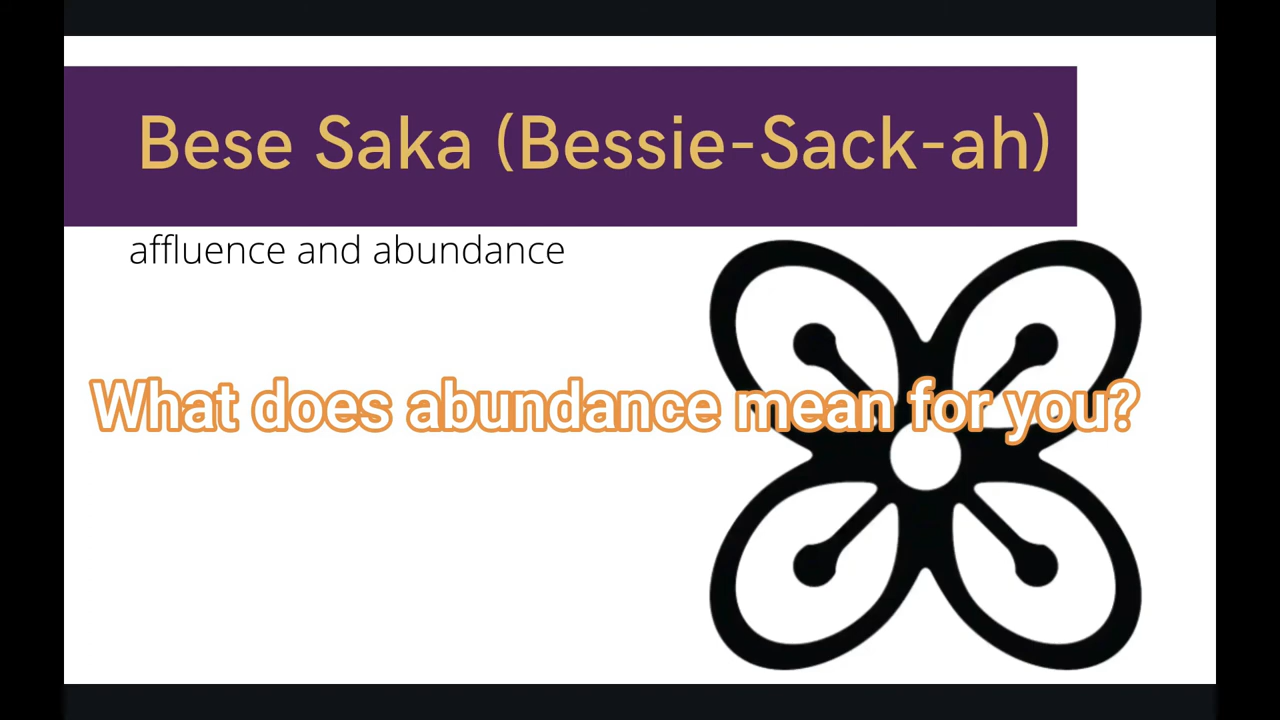 Bese Saka (Bessie-Sack-ah)
affluence and abundance
What does abundance mean for you?